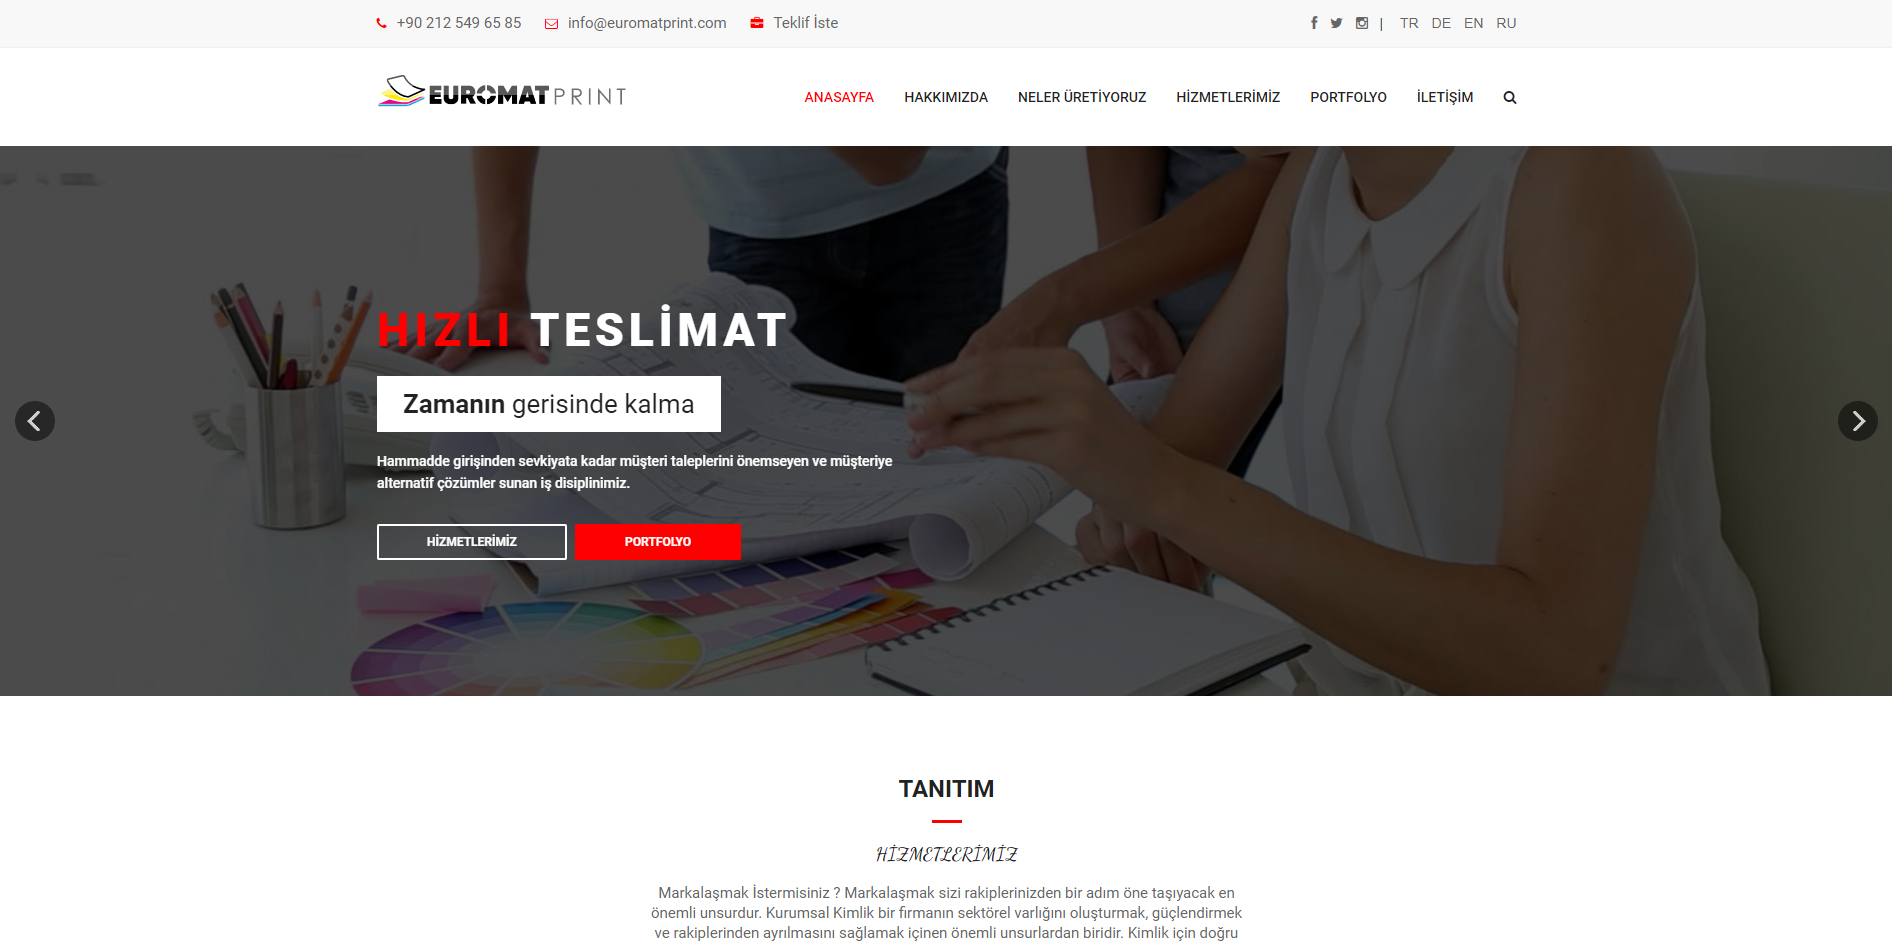 +90 212 549 65 85 info@euromatprint.com Teklif İste | TR DE EN RU
EUROMAT PRINT ANASAYFA HAKKIMIZDA NELER ÜRETİYORUZ HİZMETLERİMİZ PORTFOLYO İLETİŞİM
HIZLI TESLİMAT
Zamanın gerisinde kalma
Hammadde girişinden sevkiyata kadar müşteri taleplerini önemseyen ve müşteriye
alternatif çözümler sunan iş disiplinimiz.
HİZMETLERİMİZ PORTFOLYO
TANITIM
HİZMETLERİMİZ
Markalaşmak İstermisiniz ? Markalaşmak sizi rakiplerinizden bir adım öne taşıyacak en
önemli unsurdur. Kurumsal Kimlik bir firmanın sektörel varlığını oluşturmak, güçlendirmek
ve rakiplerinden ayrılmasını sağlamak içinen önemli unsurlardan biridir. Kimlik için doğru